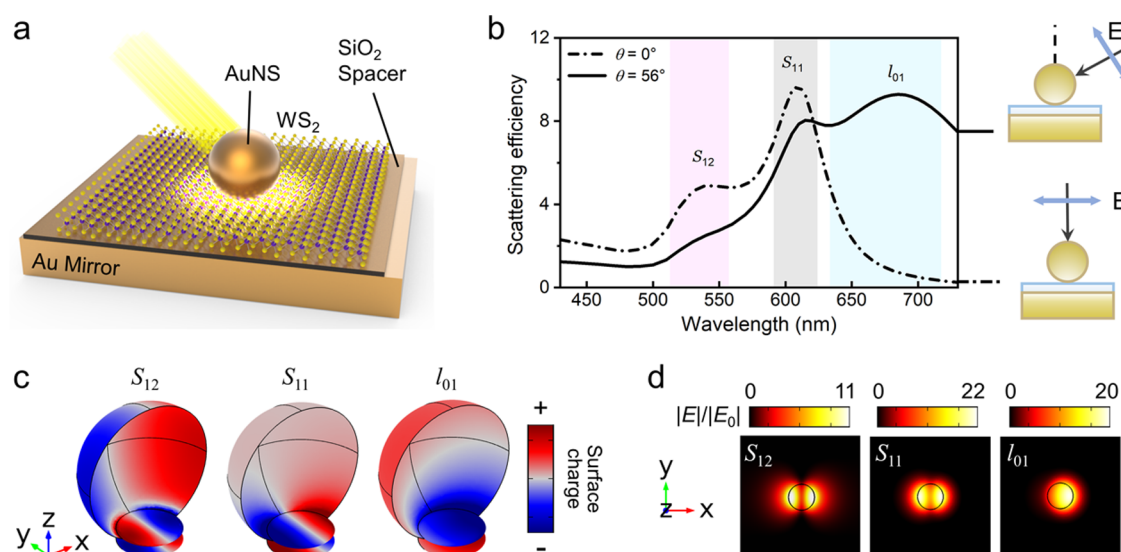 a
AuNS
WS2
SiO2
Spacer
Au Mirror
b
Scattering efficiency
12
8
4
0
θ = 0°
θ = 56°
S12
S11
l01
450 500 550 600 650 700
Wavelength (nm)
E
E
c
S12 S11 l01
+
Surface
charge
-
y z x
d
|E|/|E0|
0 11 0 22 0 20
S12 S11 l01
y
z x